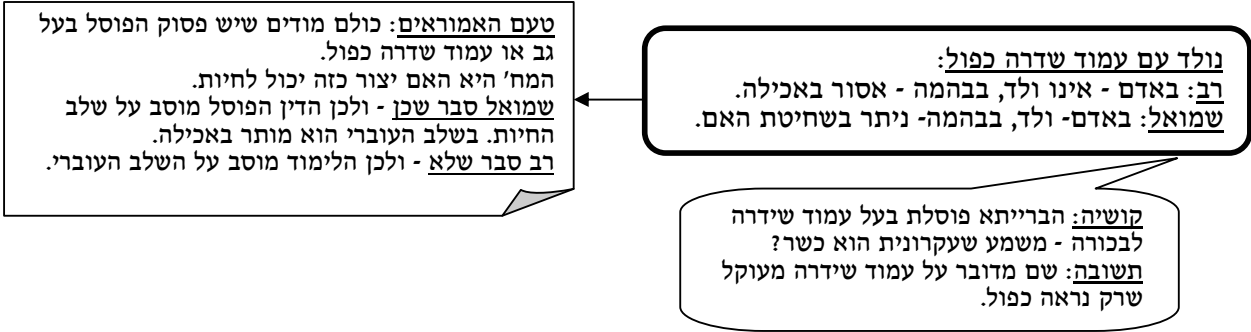 נולד עם עמוד שדרה כפול:
רב: באדם - אינו ולד, בבהמה - אסור באכילה.
שמואל: באדם- ולד, בבהמה- ניתר בשחיטת האם.
טעם האמוראים: כולם מודים שיש פסוק הפוסל בעל
גב או עמוד שדרה כפול.
המח' היא האם יצור כזה יכול לחיות.
שמואל סבר שכן - ולכן הדין הפוסל מוסב על שלב
החיות. בשלב העוברי הוא מותר באכילה.
רב סבר שלא - ולכן הלימוד מוסב על השלב העוברי.
קושיה: הברייתא פוסלת בעל עמוד שידרה
לבכורה - משמע שעקרונית הוא כשר?
תשובה: שם מדובר על עמוד שידרה מעוקל
שרק נראה כפול.